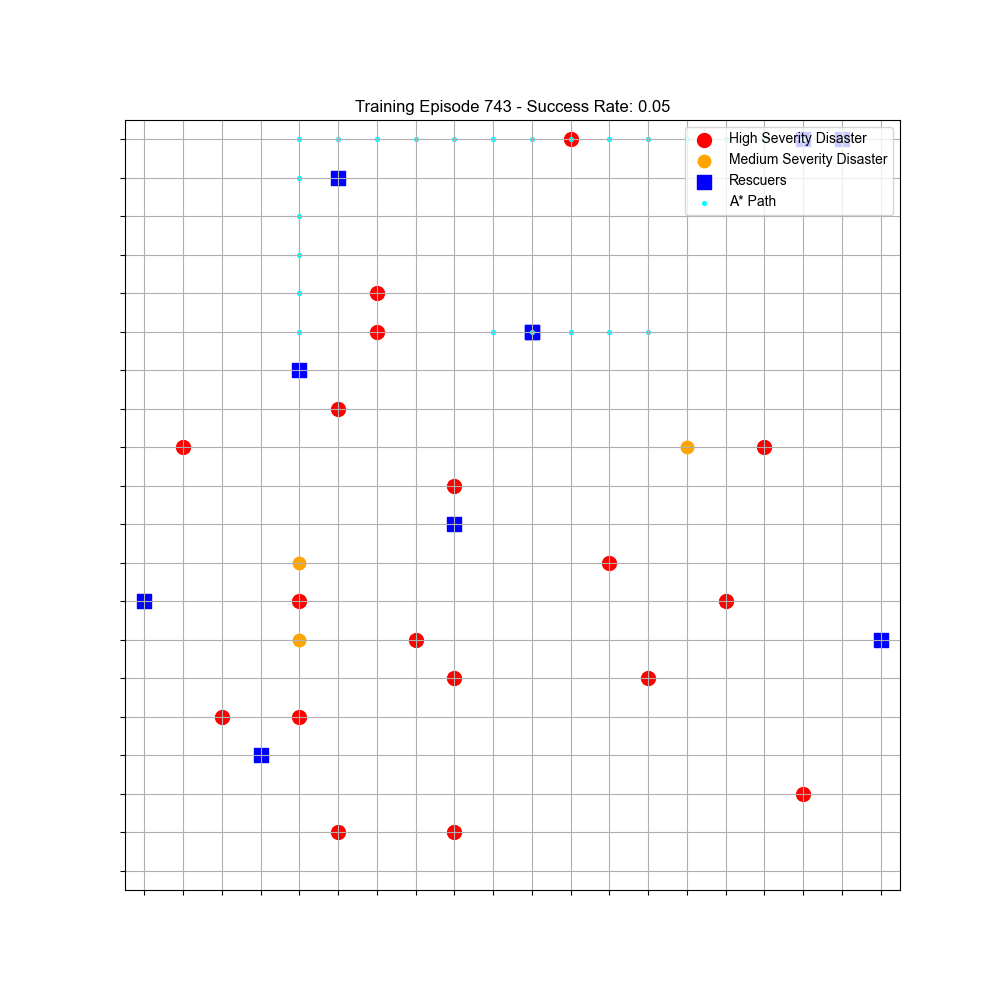 Training Episode 743 - Success Rate: 0.05
High Severity Disaster
Medium Severity Disaster
Rescuers
A* Path